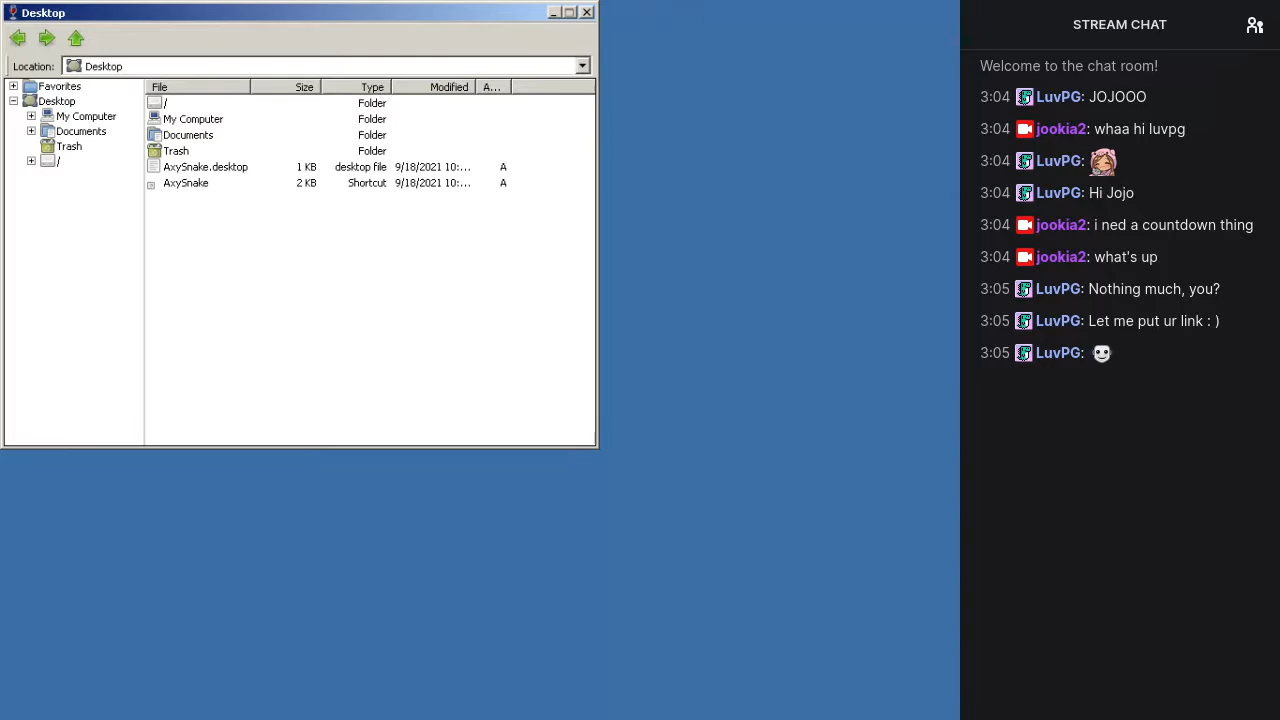 Desktop
Location: Desktop
Favorites
Desktop
My Computer
Documents
Trash
/
File Size Type Modified A...
/ Folder
My Computer Folder
Documents Folder
Trash Folder
AxySnake.desktop 1 KB desktop file 9/18/2021 10:... A
AxySnake 2 KB Shortcut 9/18/2021 10:... A
STREAM CHAT
Welcome to the chat room!
3:04 LuvPG: JOJOOO
3:04 jookia2: whaa hi luvpg
3:04 LuvPG:
3:04 LuvPG: Hi Jojo
3:04 jookia2: i ned a countdown thing
3:04 jookia2: what's up
3:05 LuvPG: Nothing much, you?
3:05 LuvPG: Let me put ur link : )
3:05 LuvPG: